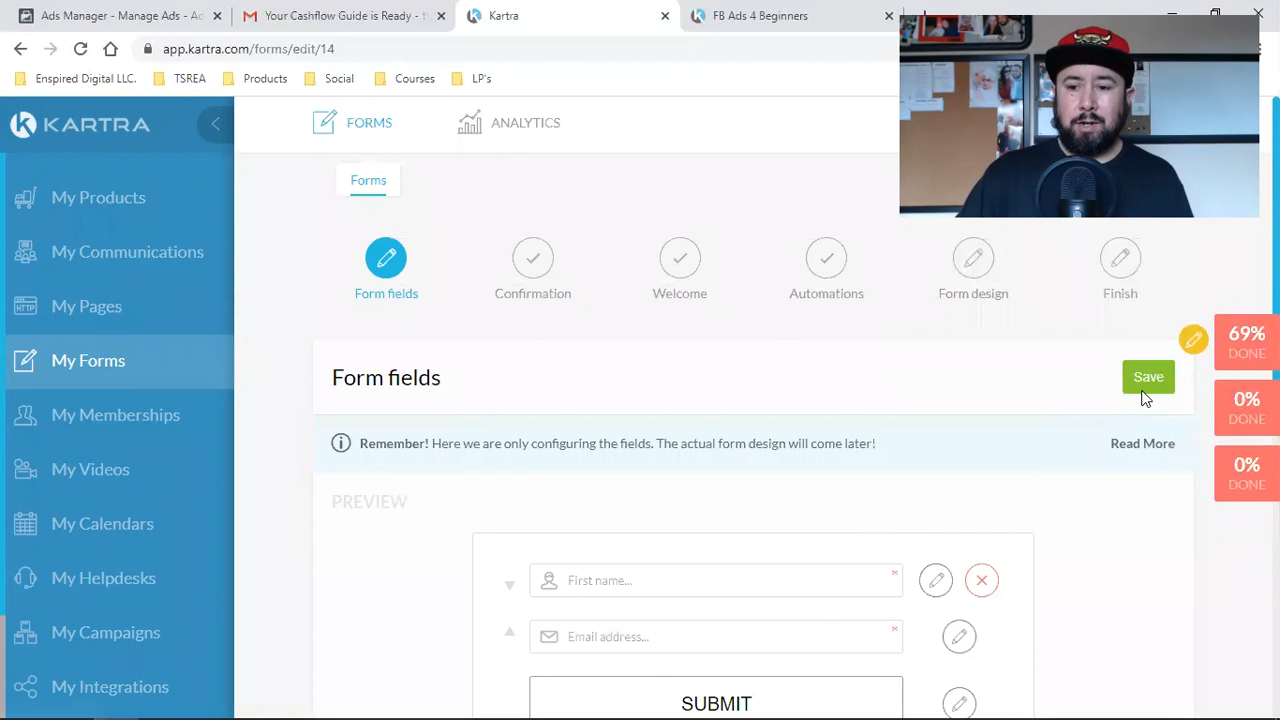 Ads Manager - Manage Ads - Ad
Your Cashflow Guide is Ready - t
Kartra
FB Ads 4 Beginners
app.kartra.com/forms/edit/14
Enspired Digital LLC.
TSREA
Products
Social
Courses
LP's
KARTRA
FORMS
ANALYTICS
Forms
My Products
My Communications
HTTP
My Pages
My Forms
My Memberships
My Videos
My Calendars
My Helpdesks
My Campaigns
My Integrations
Form fields
Confirmation
Welcome
Automations
Form design
Finish
Form fields
Save
69%
DONE
0%
DONE
0%
DONE
Remember! Here we are only configuring the fields. The actual form design will come later!
Read More
PREVIEW
First name...
Email address...
SUBMIT